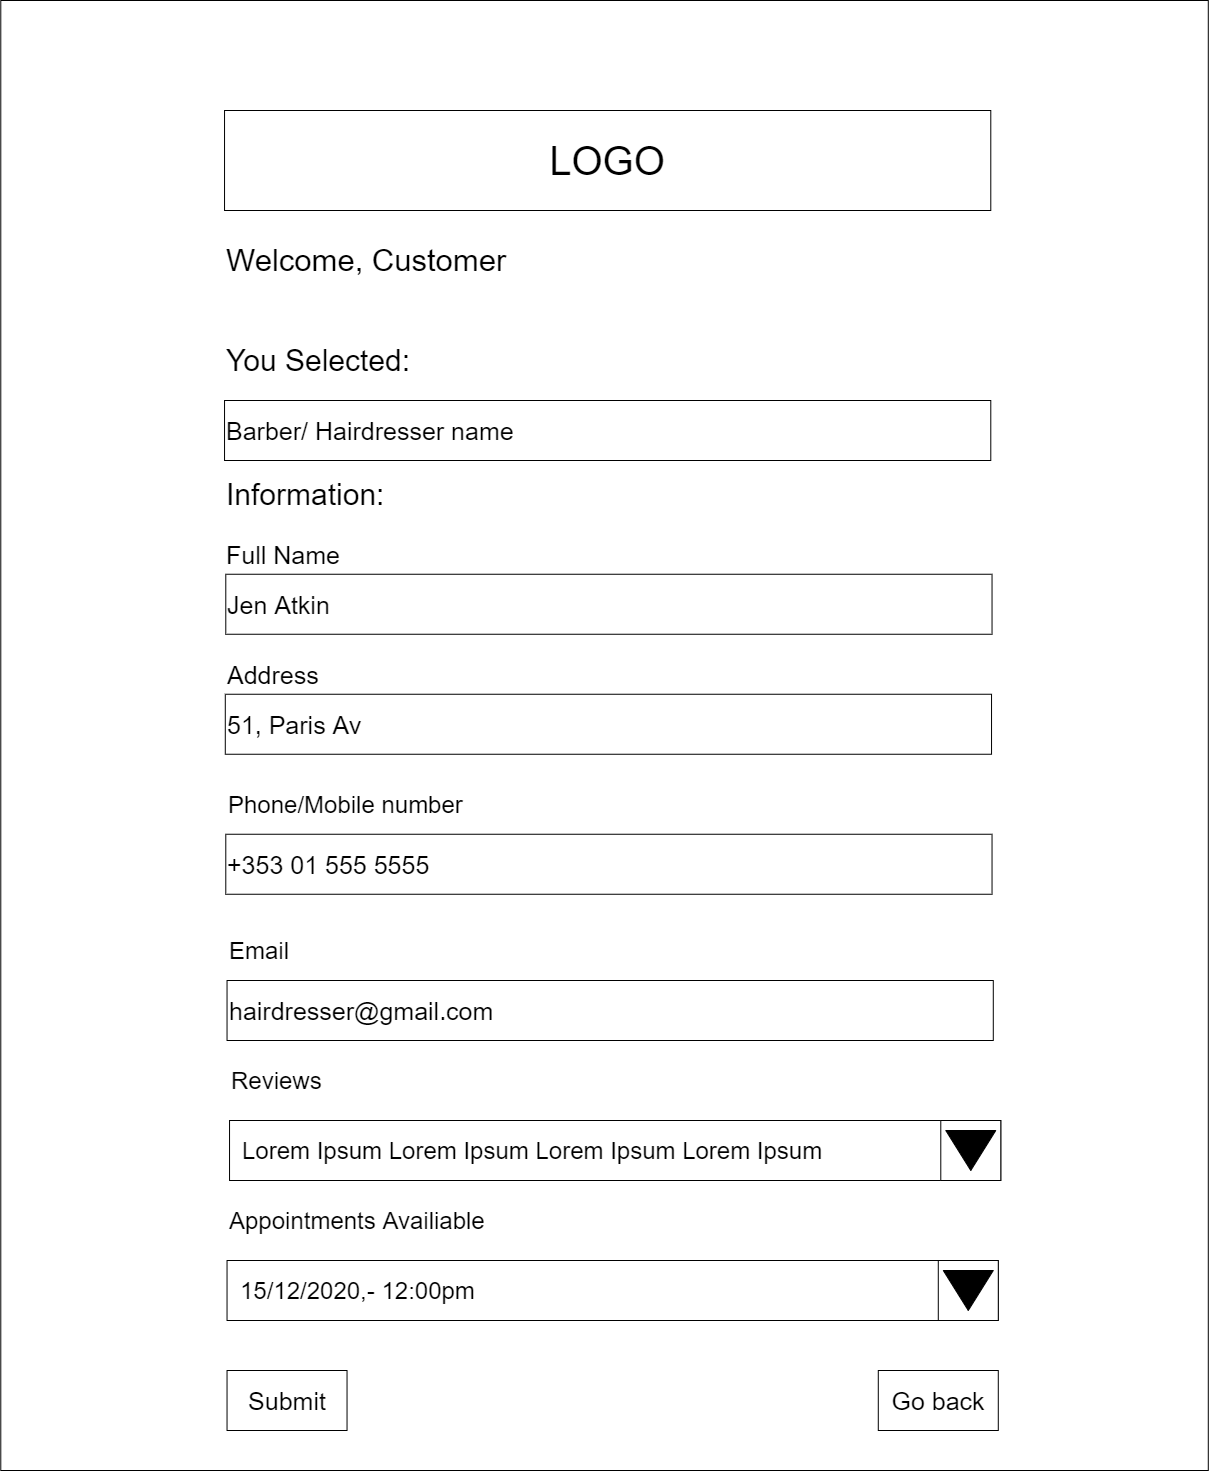 LOGO
Welcome, Customer
You Selected:
Barber/ Hairdresser name
Information:
Full Name
Jen Atkin
Address
51, Paris Av
Phone/Mobile number
+353 01 555 5555
Email
hairdresser@gmail.com
Reviews
Lorem Ipsum Lorem Ipsum Lorem Ipsum Lorem Ipsum
Appointments Availiable
15/12/2020,- 12:00pm
Submit
Go back